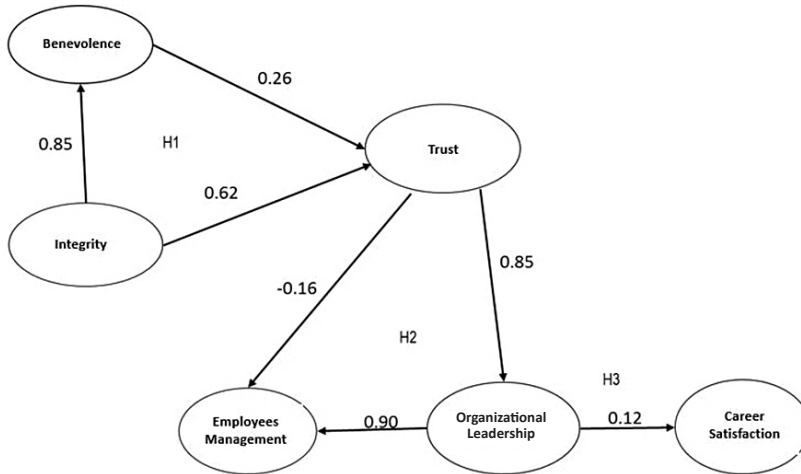 Benevolence
0.26
0.85
H1
Trust
0.62
Integrity
0.85
-0.16
H2
H3
Employees
Management
0.90
Organizational
Leadership
0.12
Career
Satisfaction